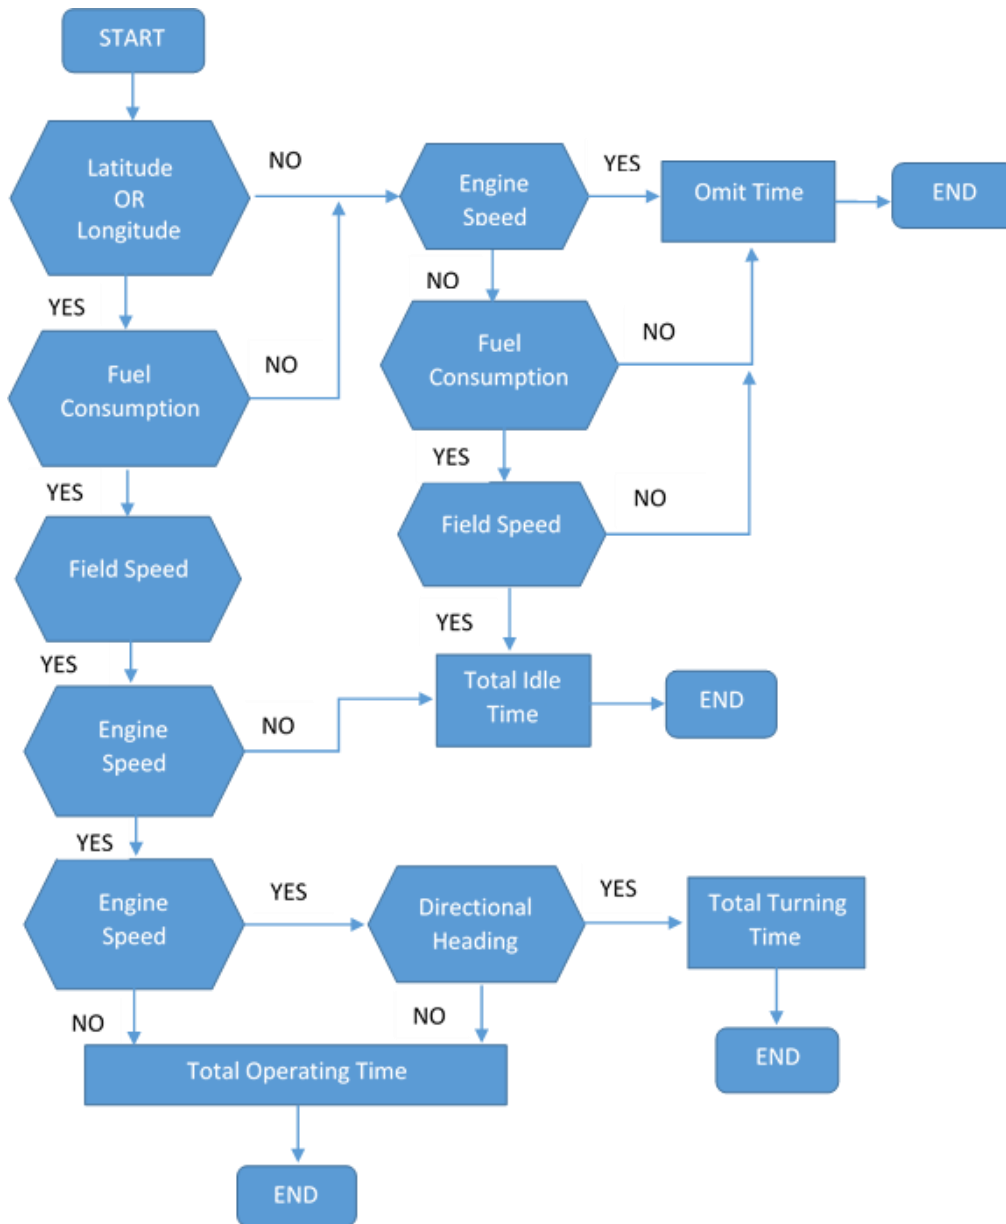 START
Latitude
OR
Longitude
NO
Engine
Speed
YES
Omit Time
END
YES
NO
Fuel
Consumption
NO
Fuel
Consumption
NO
YES
YES
Field Speed
NO
Field Speed
YES
YES
Total Idle
Time
END
Engine
Speed
NO
YES
Engine
Speed
YES
Directional
Heading
YES
Total Turning
Time
NO
NO
END
Total Operating Time
END